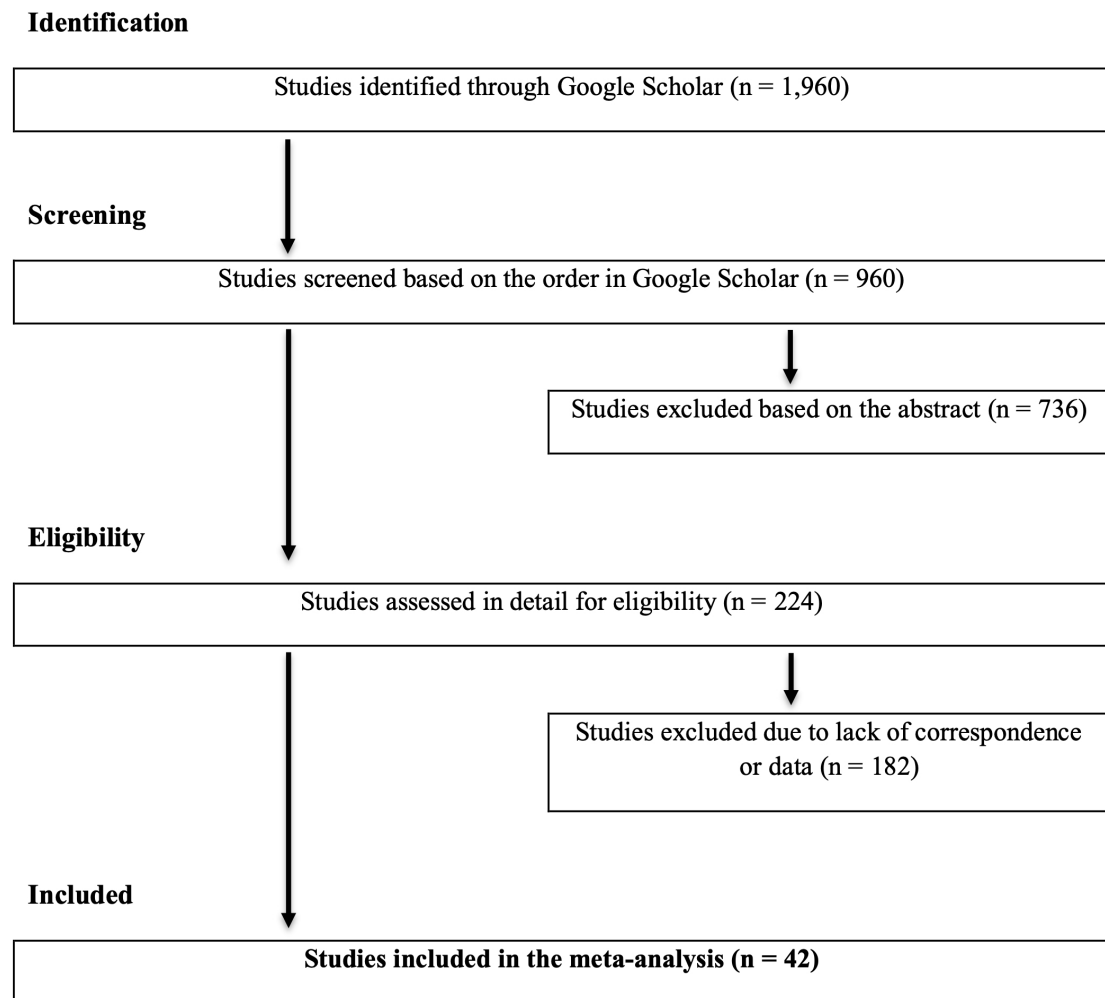 Identification
Studies identified through Google Scholar (n = 1,960)
Screening
Studies screened based on the order in Google Scholar (n = 960)
Studies excluded based on the abstract (n = 736)
Eligibility
Studies assessed in detail for eligibility (n = 224)
Studies excluded due to lack of correspondence
or data (n = 182)
Included
Studies included in the meta-analysis (n = 42)